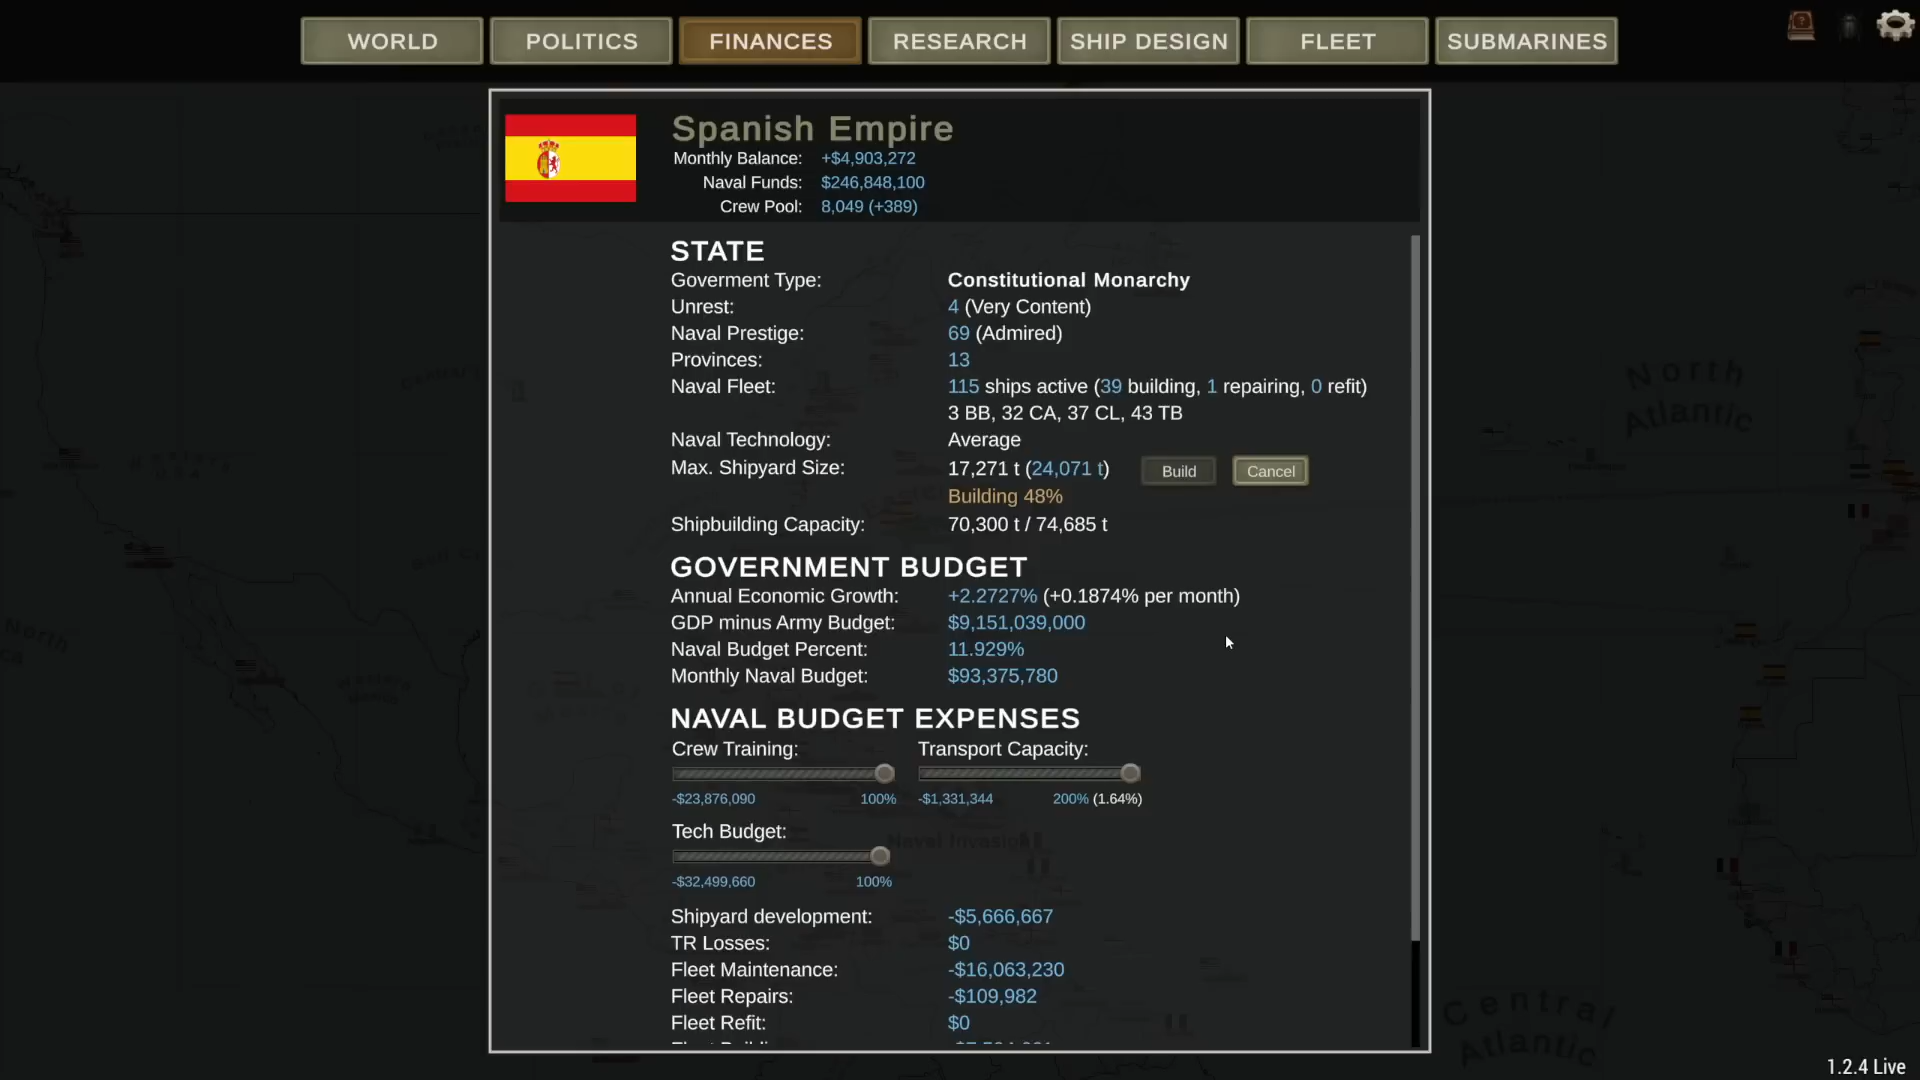 WORLD
POLITICS
FINANCES
RESEARCH
SHIP DESIGN
FLEET
SUBMARINES
Spanish Empire
Monthly Balance: +$4,903,272
Naval Funds: $246,848,100
Crew Pool: 8,049 (+389)
STATE
Goverment Type: Constitutional Monarchy
Unrest: 4 (Very Content)
Naval Prestige: 69 (Admired)
Provinces: 13
Naval Fleet: 115 ships active (39 building, 1 repairing, 0 refit)
3 BB, 32 CA, 37 CL, 43 TB
Naval Technology: Average
Max. Shipyard Size: 17,271 t (24,071 t) Build Cancel
Building 48%
Shipbuilding Capacity: 70,300 t / 74,685 t
GOVERNMENT BUDGET
Annual Economic Growth: +2.2727% (+0.1874% per month)
GDP minus Army Budget: $9,151,039,000
Naval Budget Percent: 11.929%
Monthly Naval Budget: $93,375,780
NAVAL BUDGET EXPENSES
Crew Training: Transport Capacity:
-$23,876,090 100% -$1,331,344 200% (1.64%)
Tech Budget:
Naval Invasion
-$32,499,660 100%
Shipyard development: -$5,666,667
TR Losses: $0
Fleet Maintenance: -$16,063,230
Fleet Repairs: -$109,982
Fleet Refit: $0
North
Atlantic
North
Central
Atlantic
1.2.4 Live